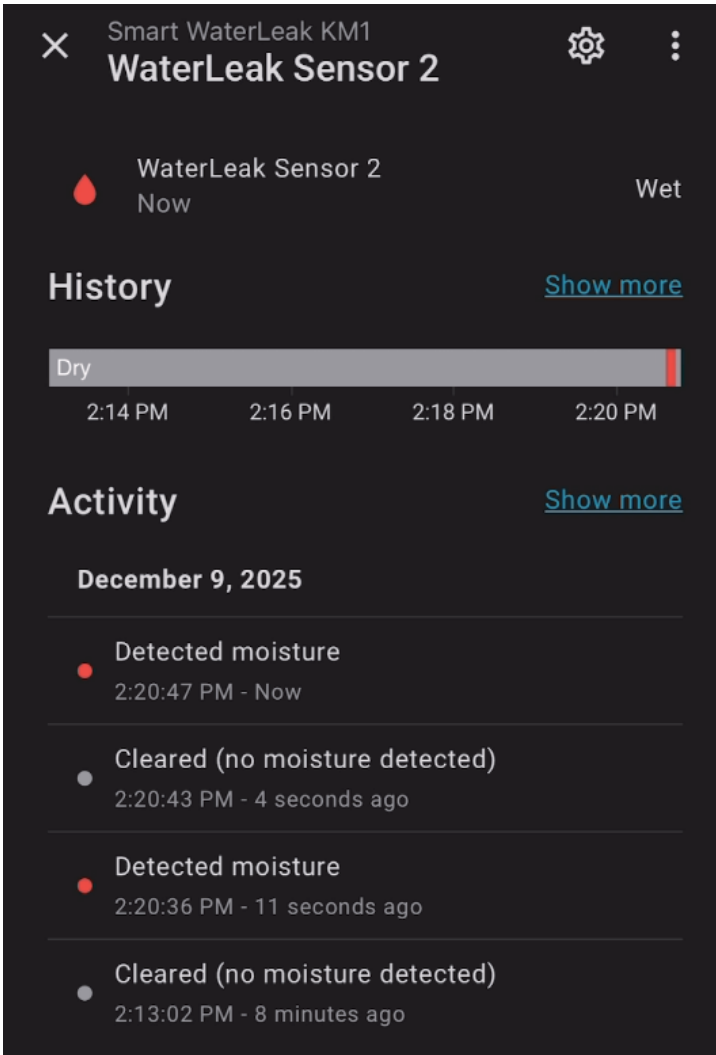 Smart WaterLeak KM1
WaterLeak Sensor 2
WaterLeak Sensor 2
Now
Wet
History
Show more
Dry
2:14 PM
2:16 PM
2:18 PM
2:20 PM
Activity
Show more
December 9, 2025
Detected moisture
2:20:47 PM - Now
Cleared (no moisture detected)
2:20:43 PM - 4 seconds ago
Detected moisture
2:20:36 PM - 11 seconds ago
Cleared (no moisture detected)
2:13:02 PM - 8 minutes ago